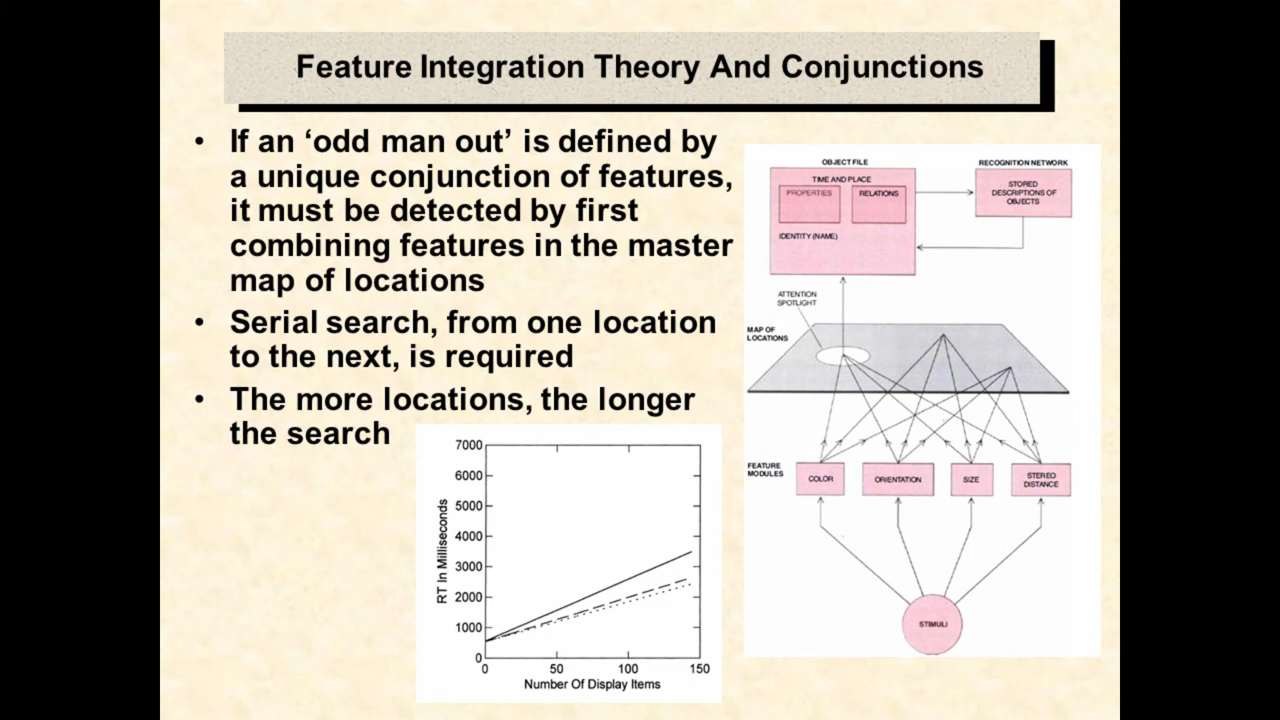 Feature Integration Theory And Conjunctions
• If an ‘odd man out’ is defined by
a unique conjunction of features,
it must be detected by first
combining features in the master
map of locations
• Serial search, from one location
to the next, is required
• The more locations, the longer
the search
7000
6000
5000
4000
3000
2000
1000
0
RT In Milliseconds
0 50 100 150
Number Of Display Items
OBJECT FILE
TIME AND PLACE
PROPERTIES
RELATIONS
IDENTITY (NAME)
RECOGNITION NETWORK
STORED
DESCRIPTIONS OF
OBJECTS
ATTENTION
SPOTLIGHT
MAP OF
LOCATIONS
FEATURE
MODULES
COLOR
ORIENTATION
SIZE
STEREO
DISTANCE
STIMULI